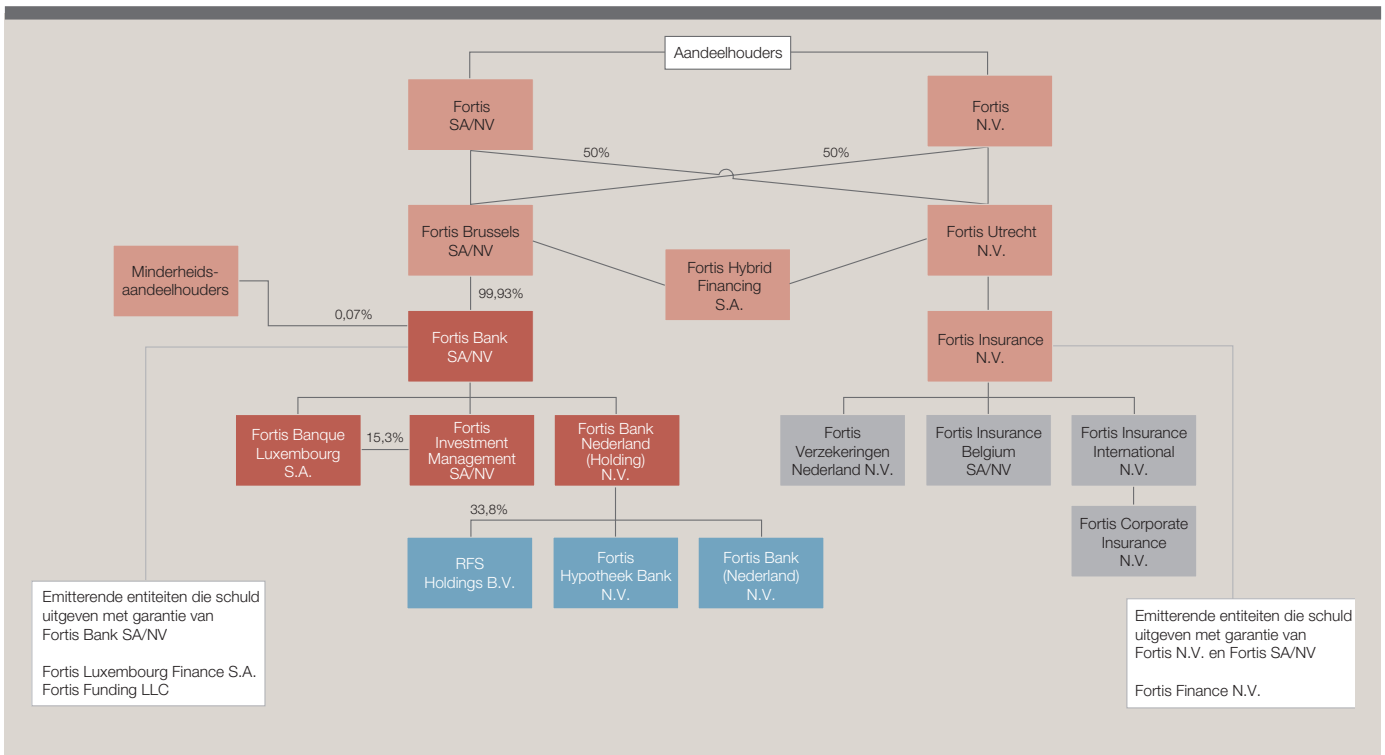 Aandeelhouders
Fortis
SA/NV
Fortis
N.V.
50%
50%
Fortis Brussels
SA/NV
Fortis Utrecht
N.V.
Minderheids-
aandeelhouders
Fortis Hybrid
Financing
S.A.
99,93%
0,07%
Fortis Bank
SA/NV
Fortis Insurance
N.V.
Fortis Banque
Luxembourg
S.A.
15,3%
Fortis
Investment
Management
SA/NV
Fortis Bank
Nederland
(Holding)
N.V.
Fortis
Verzekeringen
Nederland N.V.
Fortis Insurance
Belgium
SA/NV
Fortis Insurance
International
N.V.
33,8%
Fortis Corporate
Insurance
N.V.
RFS
Holdings B.V.
Fortis
Hypotheek Bank
N.V.
Fortis Bank
(Nederland)
N.V.
Emitterende entiteiten die schuld
uitgeven met garantie van
Fortis Bank SA/NV
Fortis Luxembourg Finance S.A.
Fortis Funding LLC
Emitterende entiteiten die schuld
uitgeven met garantie van
Fortis N.V. en Fortis SA/NV
Fortis Finance N.V.